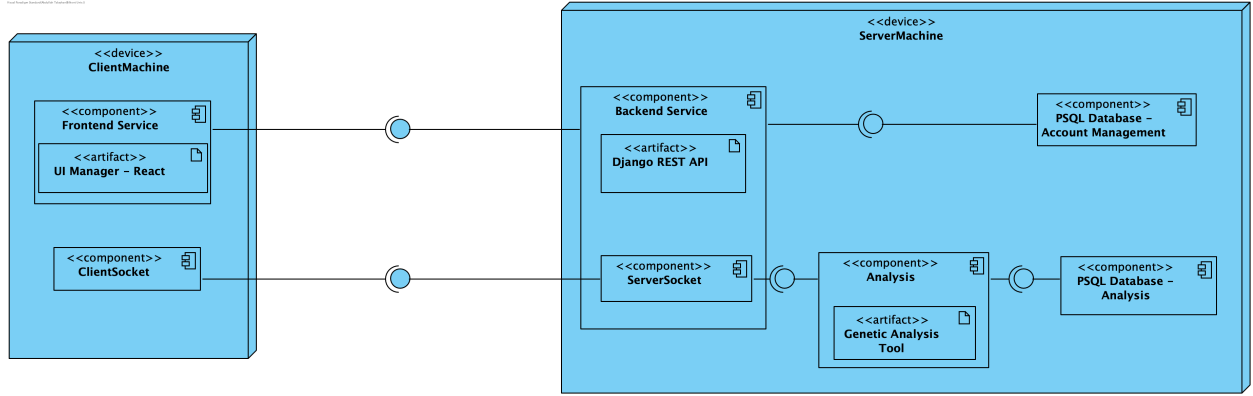 <<device>>
ClientMachine
<<component>>
Frontend Service
<<artifact>>
UI Manager – React
<<component>>
ClientSocket
<<device>>
ServerMachine
<<component>>
Backend Service
<<artifact>>
Django REST API
<<component>>
ServerSocket
<<component>>
PSQL Database –
Account Management
<<component>>
Analysis
<<artifact>>
Genetic Analysis
Tool
<<component>>
PSQL Database –
Analysis